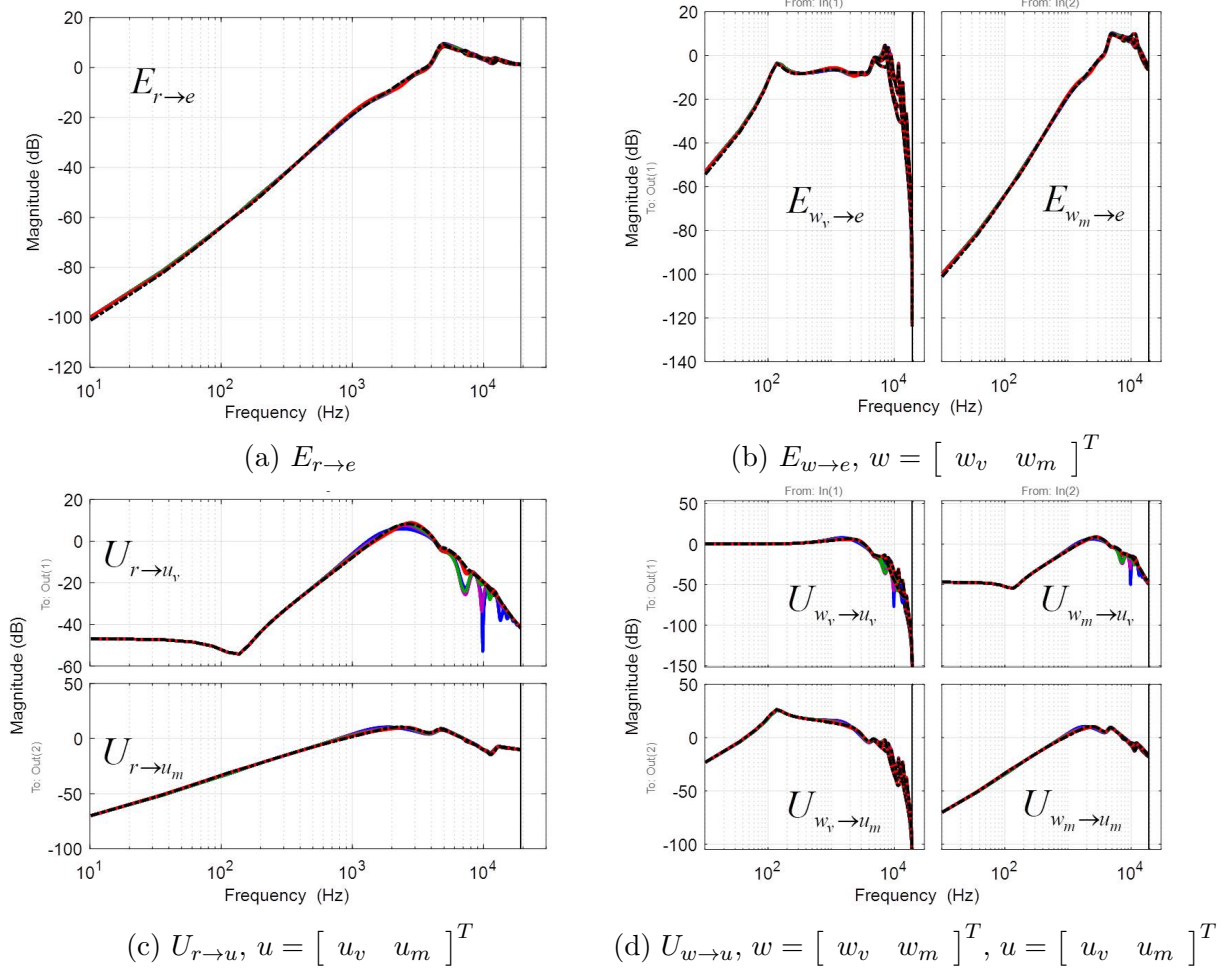 20
0
-20
-40
-60
-80
-100
-120
Magnitude (dB)
E_{r→e}
10^1
10^2
10^3
10^4
Frequency (Hz)
(a) E_{r→e}
From: In(1)
From: In(2)
20
0
-20
-40
-60
-80
-100
-120
-140
Magnitude (dB)
To: Out(1)
E_{w_v→e}
E_{w_m→e}
10^2
10^4
10^2
10^4
Frequency (Hz)
(b) E_{w→e}, w = [ w_v w_m ]^T
20
0
-20
-40
-60
To: Out(1)
U_{r→u_v}
Magnitude (dB)
50
0
-50
-100
To: Out(2)
U_{r→u_m}
10^1
10^2
10^3
10^4
Frequency (Hz)
(c) U_{r→u}, u = [ u_v u_m ]^T
From: In(1)
From: In(2)
50
0
-50
-100
-150
To: Out(1)
U_{w_v→u_v}
U_{w_m→u_v}
Magnitude (dB)
50
0
-50
-100
To: Out(2)
U_{w_v→u_m}
U_{w_m→u_m}
10^2
10^4
10^2
10^4
Frequency (Hz)
(d) U_{w→u}, w = [ w_v w_m ]^T, u = [ u_v u_m ]^T